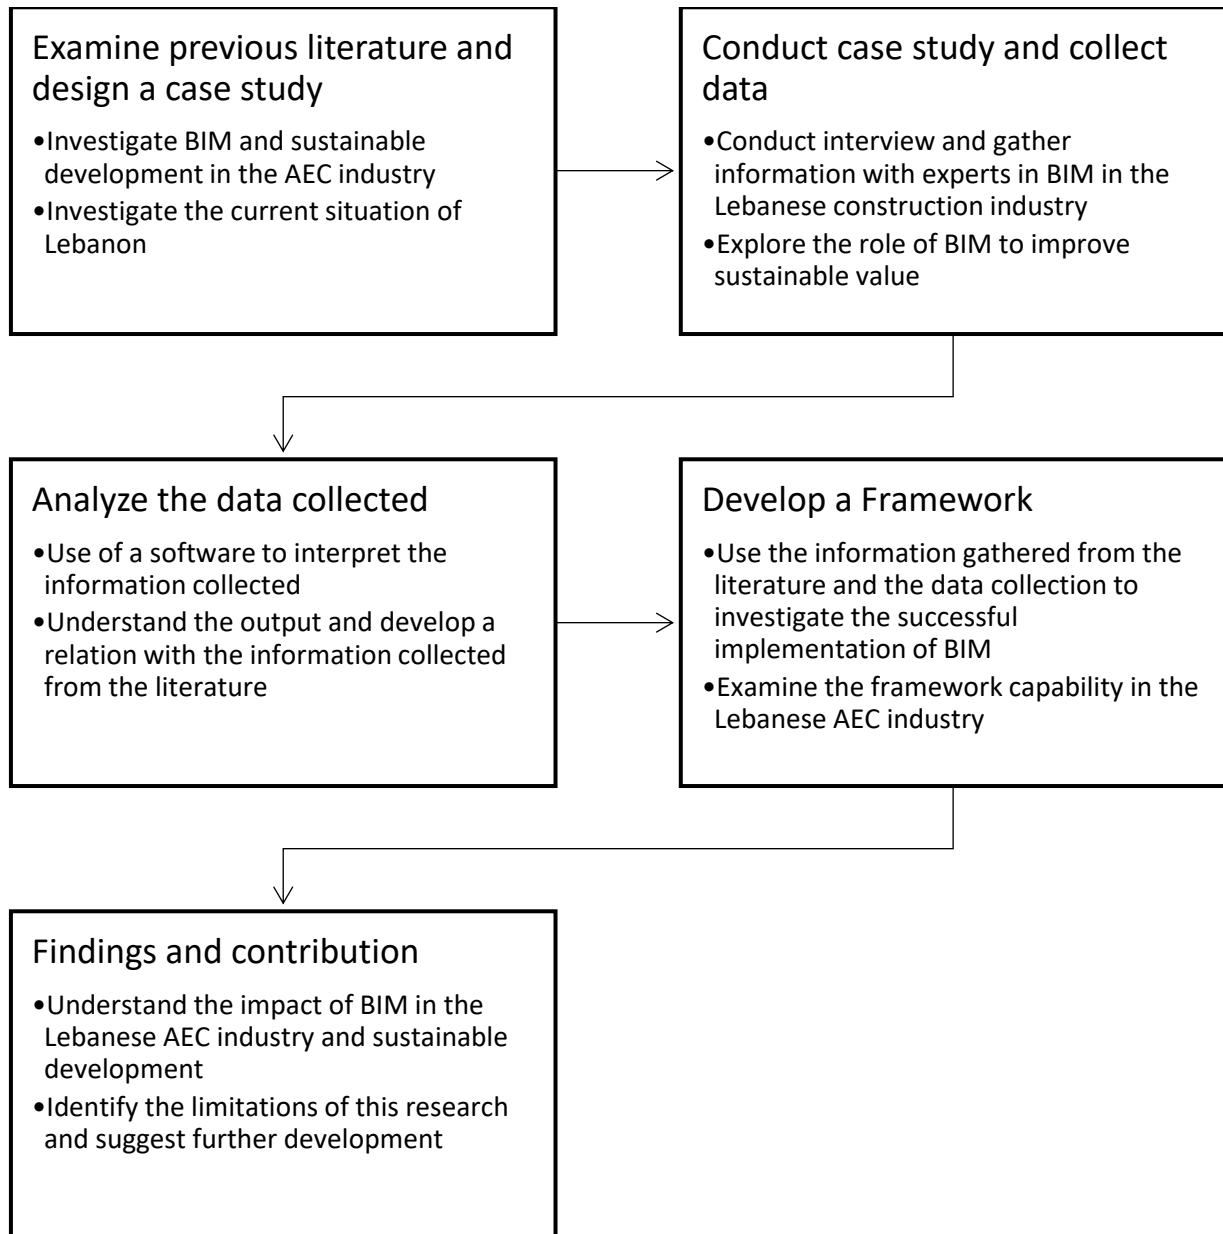 Examine previous literature and
design a case study
•Investigate BIM and sustainable
development in the AEC industry
•Investigate the current situation of
Lebanon
Conduct case study and collect
data
•Conduct interview and gather
information with experts in BIM in the
Lebanese construction industry
•Explore the role of BIM to improve
sustainable value
Analyze the data collected
•Use of a software to interpret the
information collected
•Understand the output and develop a
relation with the information collected
from the literature
Develop a Framework
•Use the information gathered from the
literature and the data collection to
investigate the successful
implementation of BIM
•Examine the framework capability in the
Lebanese AEC industry
Findings and contribution
•Understand the impact of BIM in the
Lebanese AEC industry and sustainable
development
•Identify the limitations of this research
and suggest further development